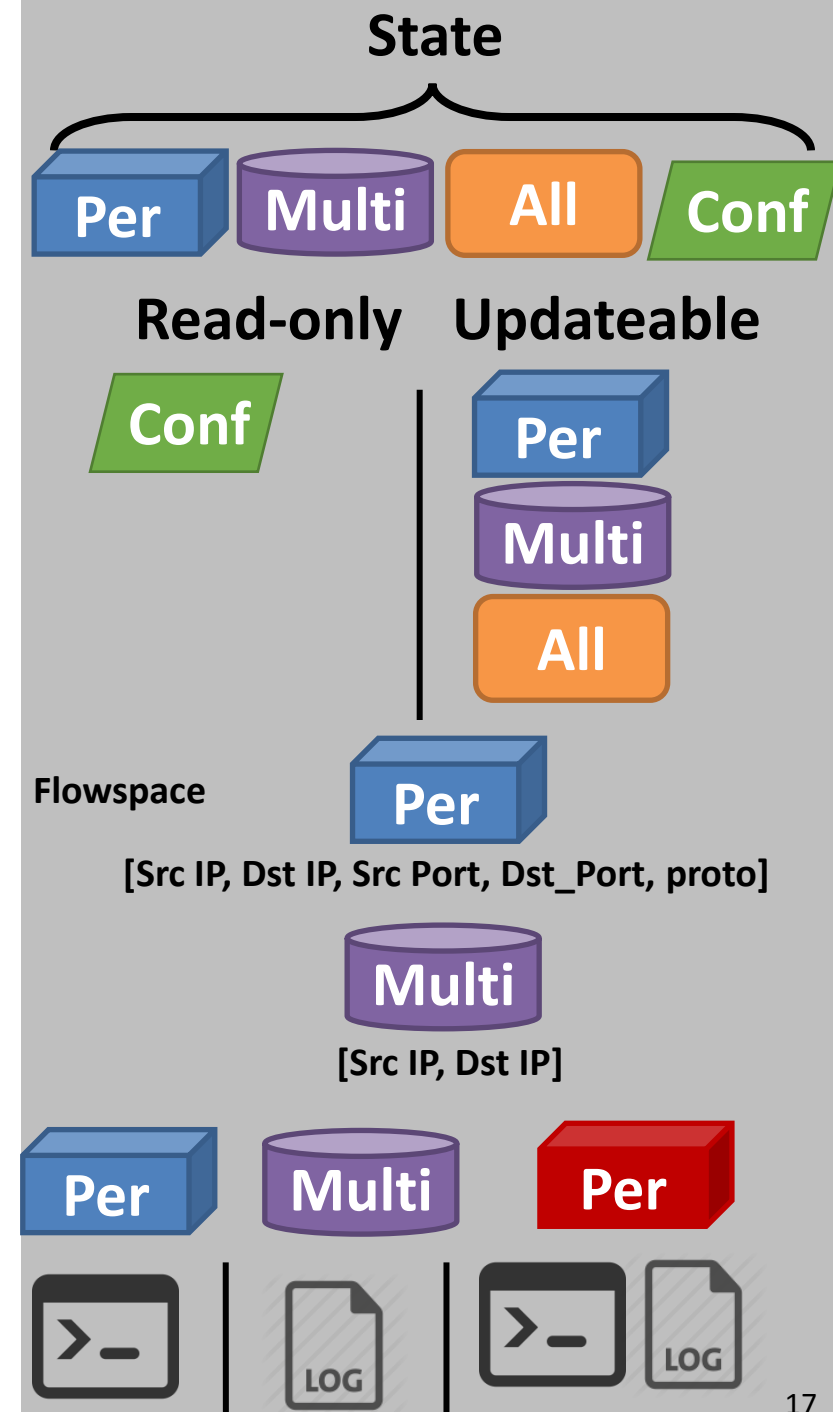 State
Per Multi All Conf
Read-only Updateable
Conf
Per
Multi
All
Flowspace
Per
[Src IP, Dst IP, Src Port, Dst_Port, proto]
Multi
[Src IP, Dst IP]
Per Multi Per
>_ LOG >_ LOG
17